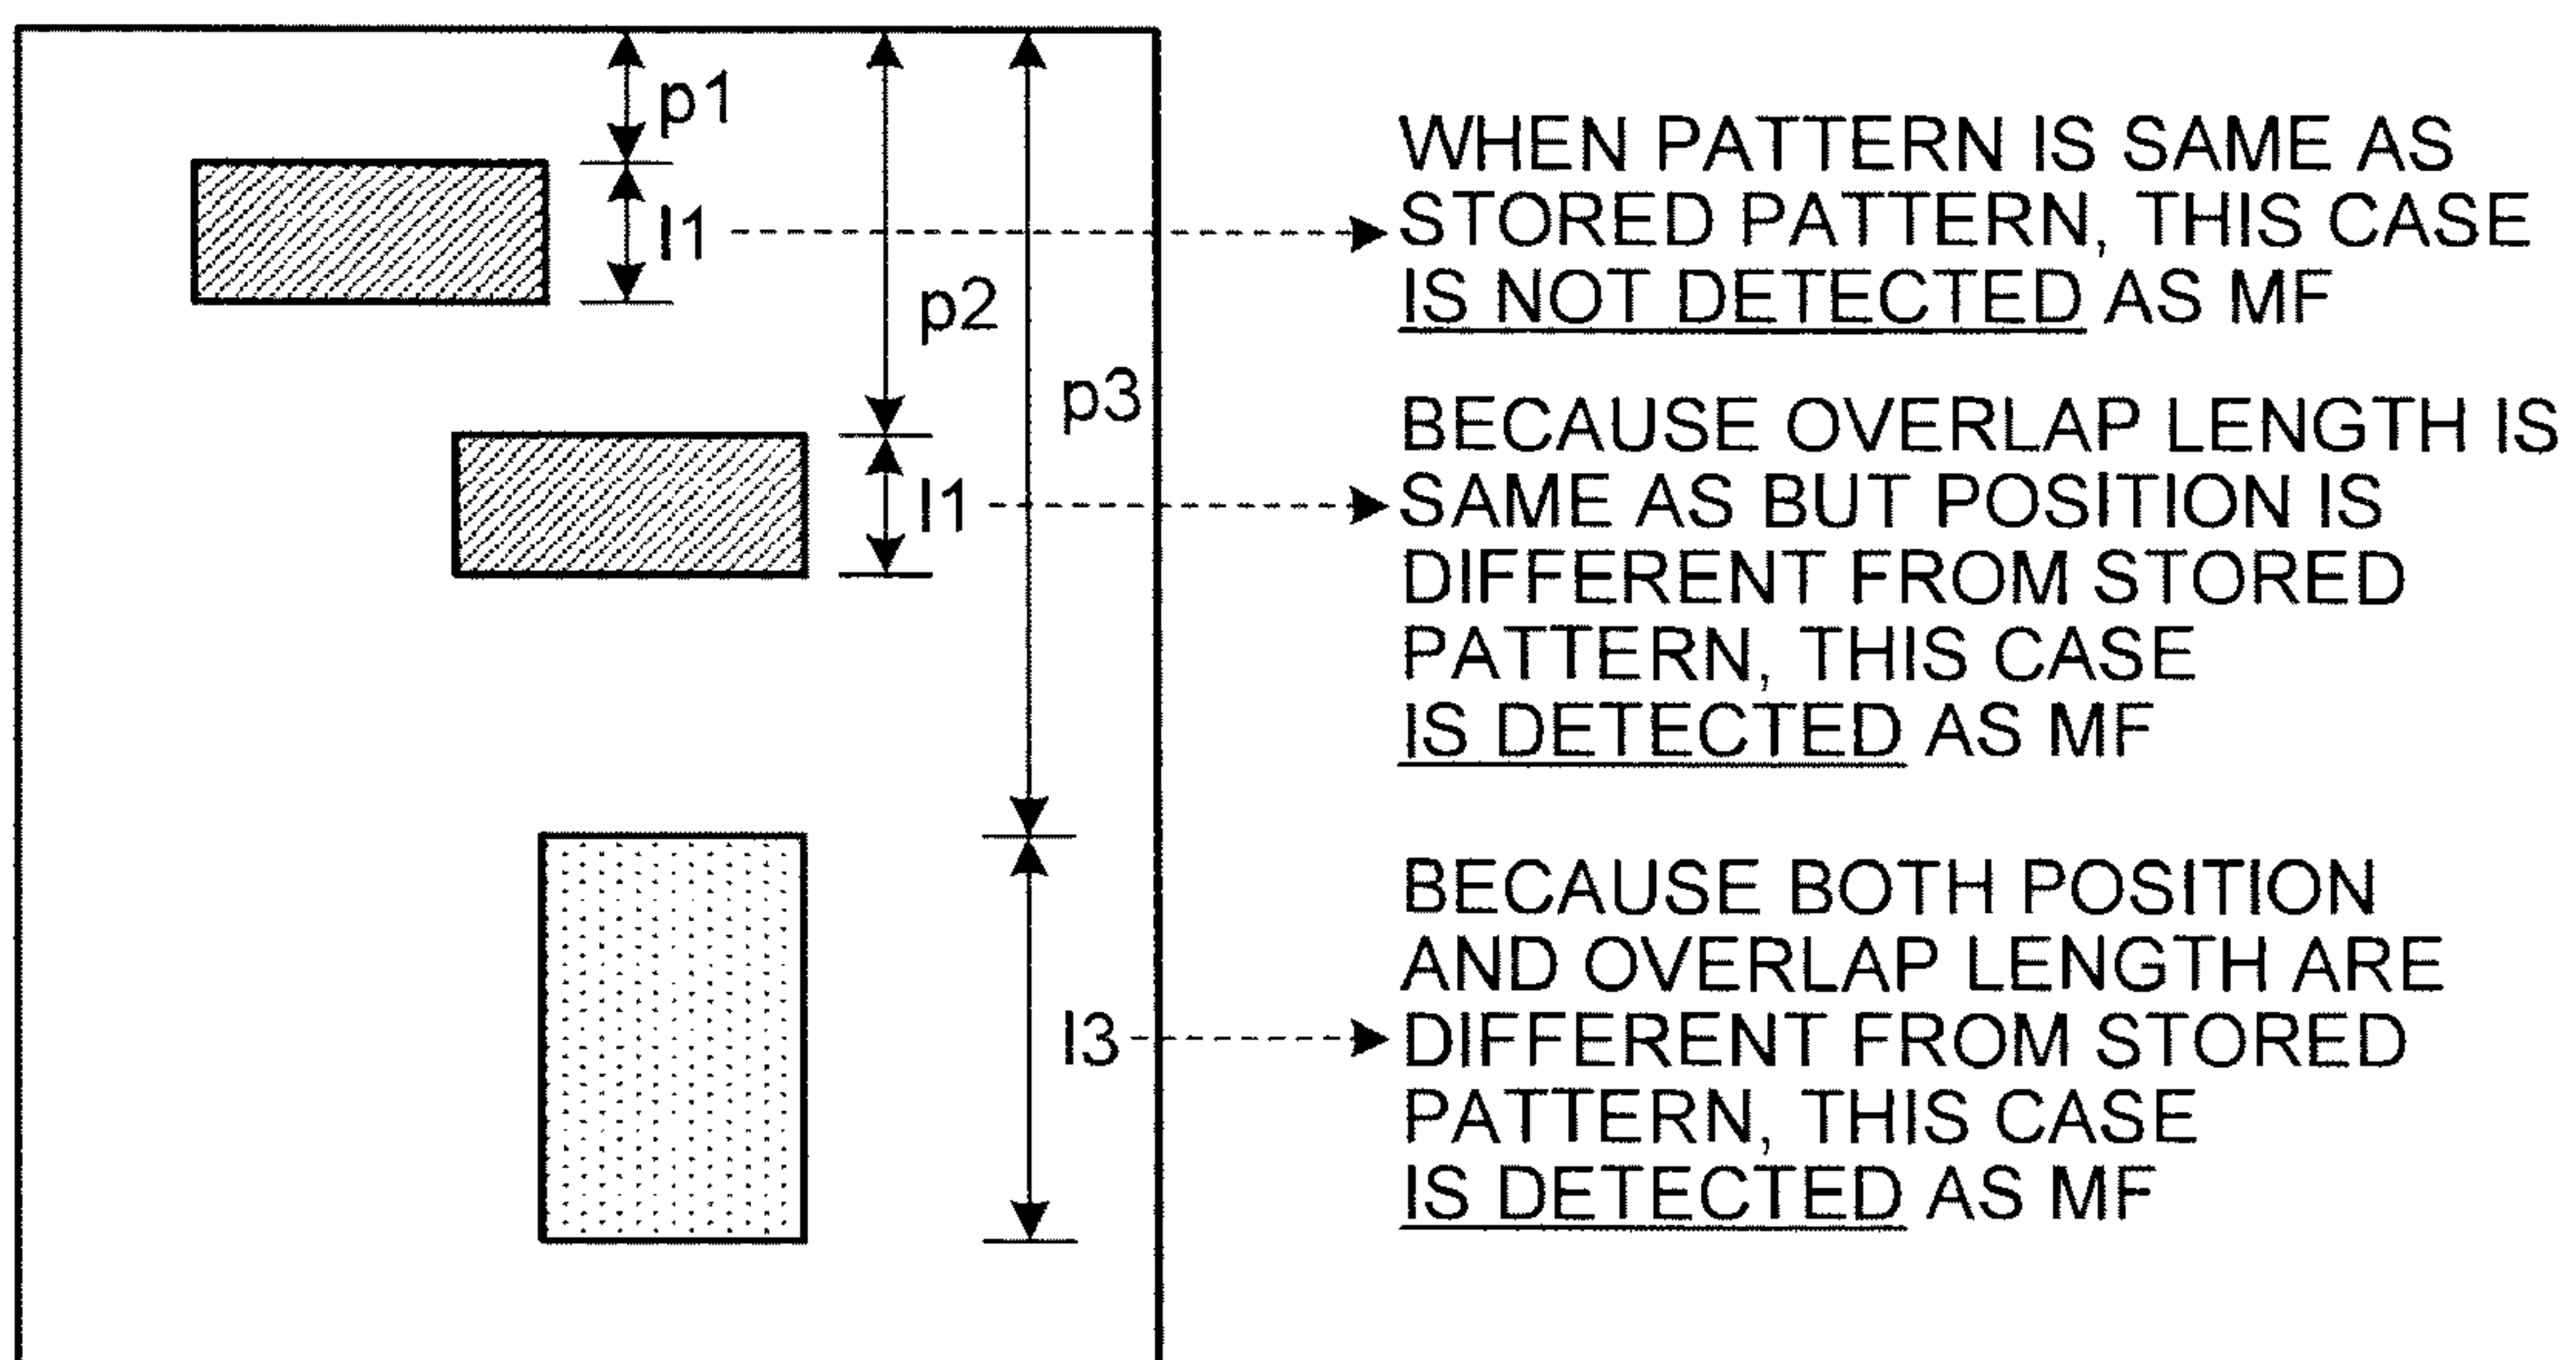 p1
l1
p2
l1
p3
l3
WHEN PATTERN IS SAME AS
STORED PATTERN, THIS CASE
IS NOT DETECTED AS MF
BECAUSE OVERLAP LENGTH IS
SAME AS BUT POSITION IS
DIFFERENT FROM STORED
PATTERN, THIS CASE
IS DETECTED AS MF
BECAUSE BOTH POSITION
AND OVERLAP LENGTH ARE
DIFFERENT FROM STORED
PATTERN, THIS CASE
IS DETECTED AS MF